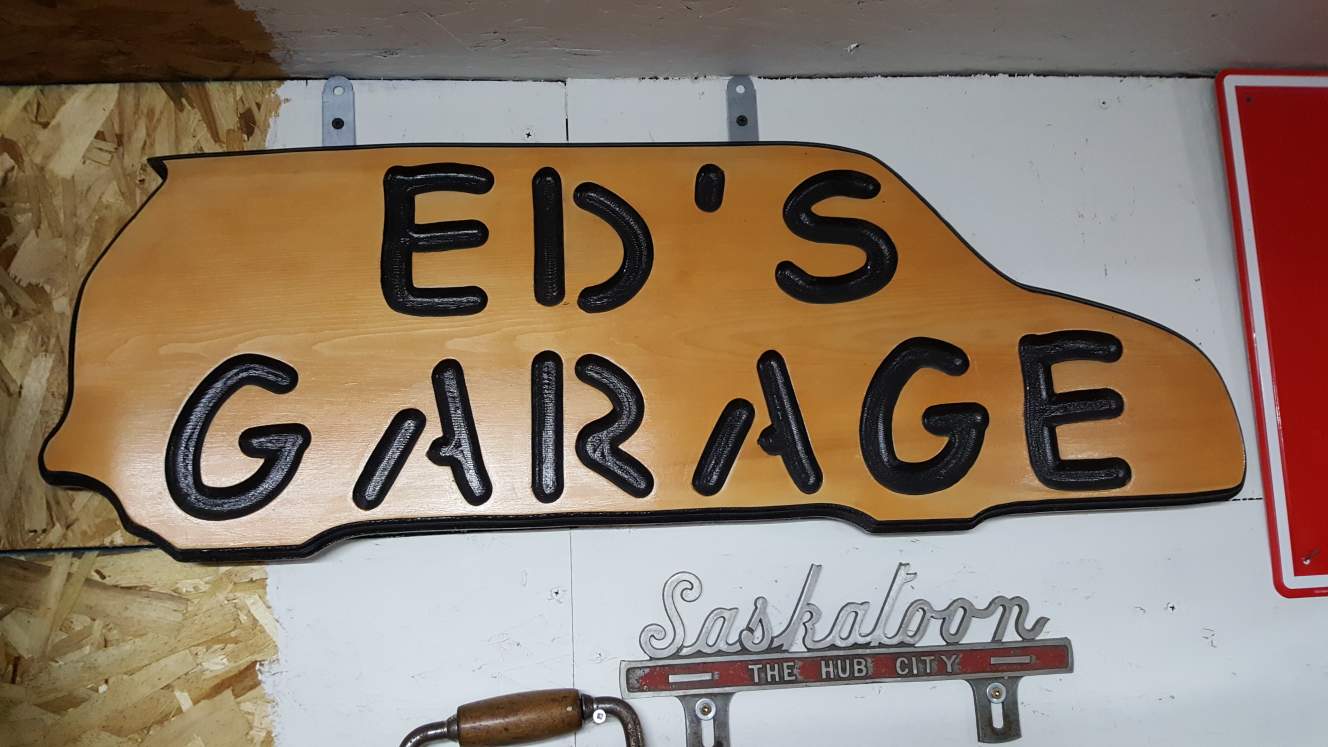 ED'S
GARAGE
Saskatoon
THE HUB CITY